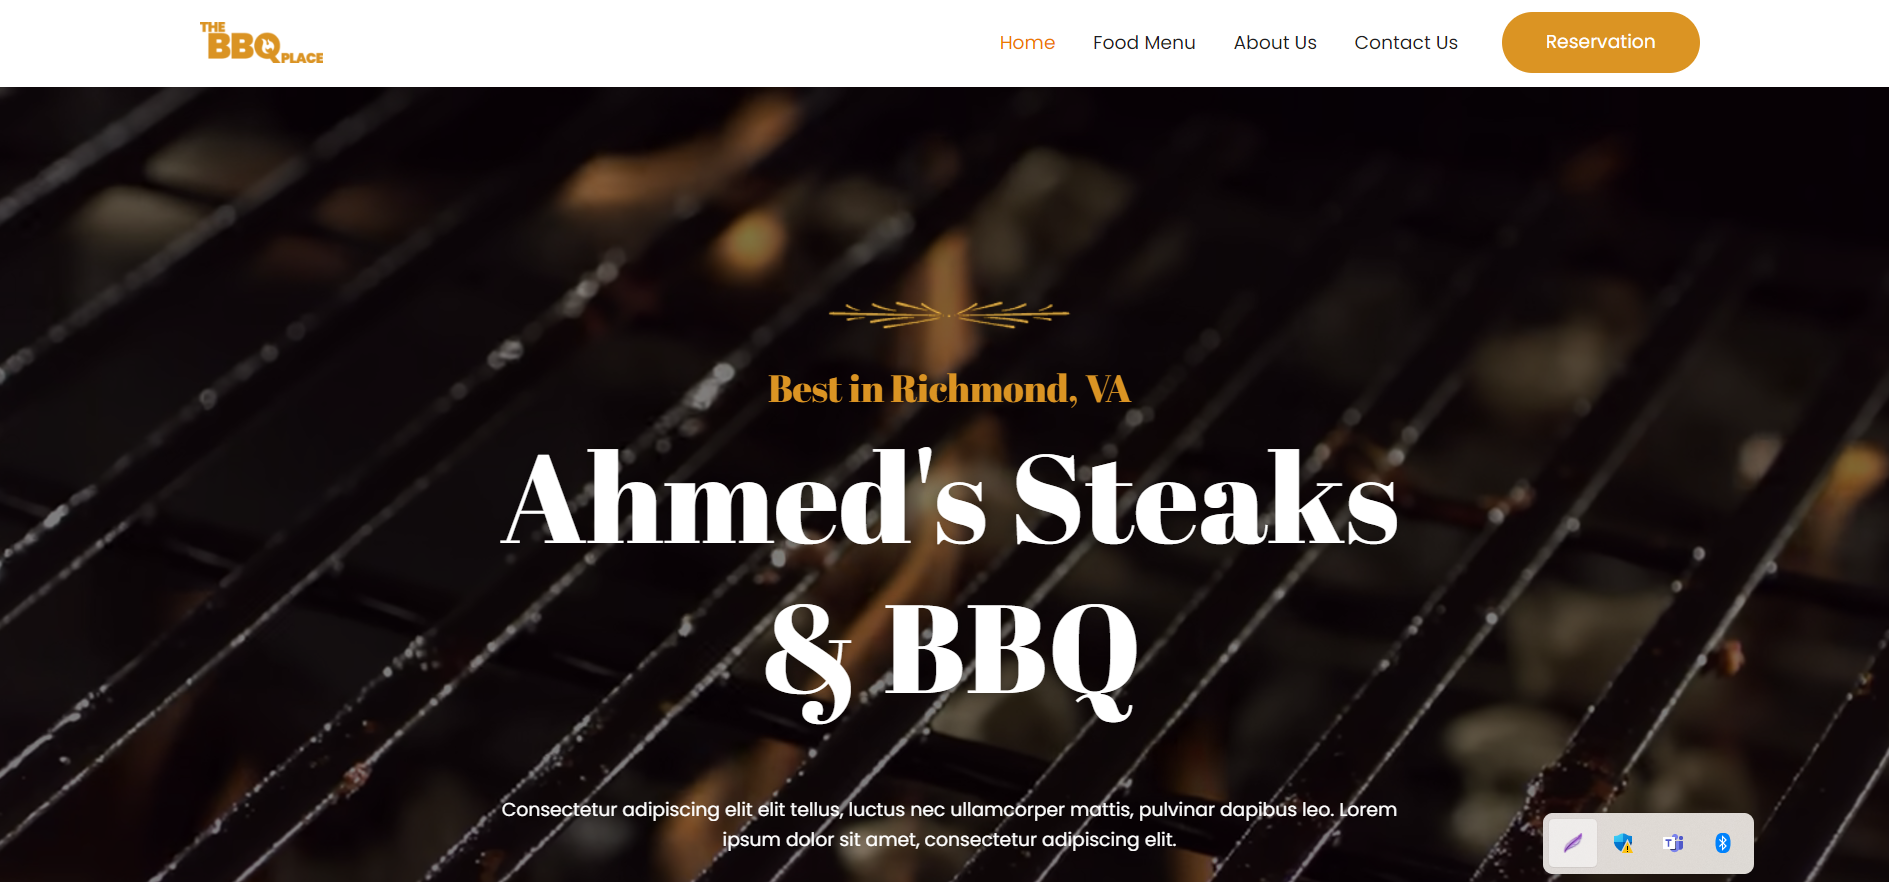 THE
BBQ PLACE
Home Food Menu About Us Contact Us Reservation
Best in Richmond, VA
Ahmed's Steaks
& BBQ
Consectetur adipiscing elit elit tellus, luctus nec ullamcorper mattis, pulvinar dapibus leo. Lorem
ipsum dolor sit amet, consectetur adipiscing elit.